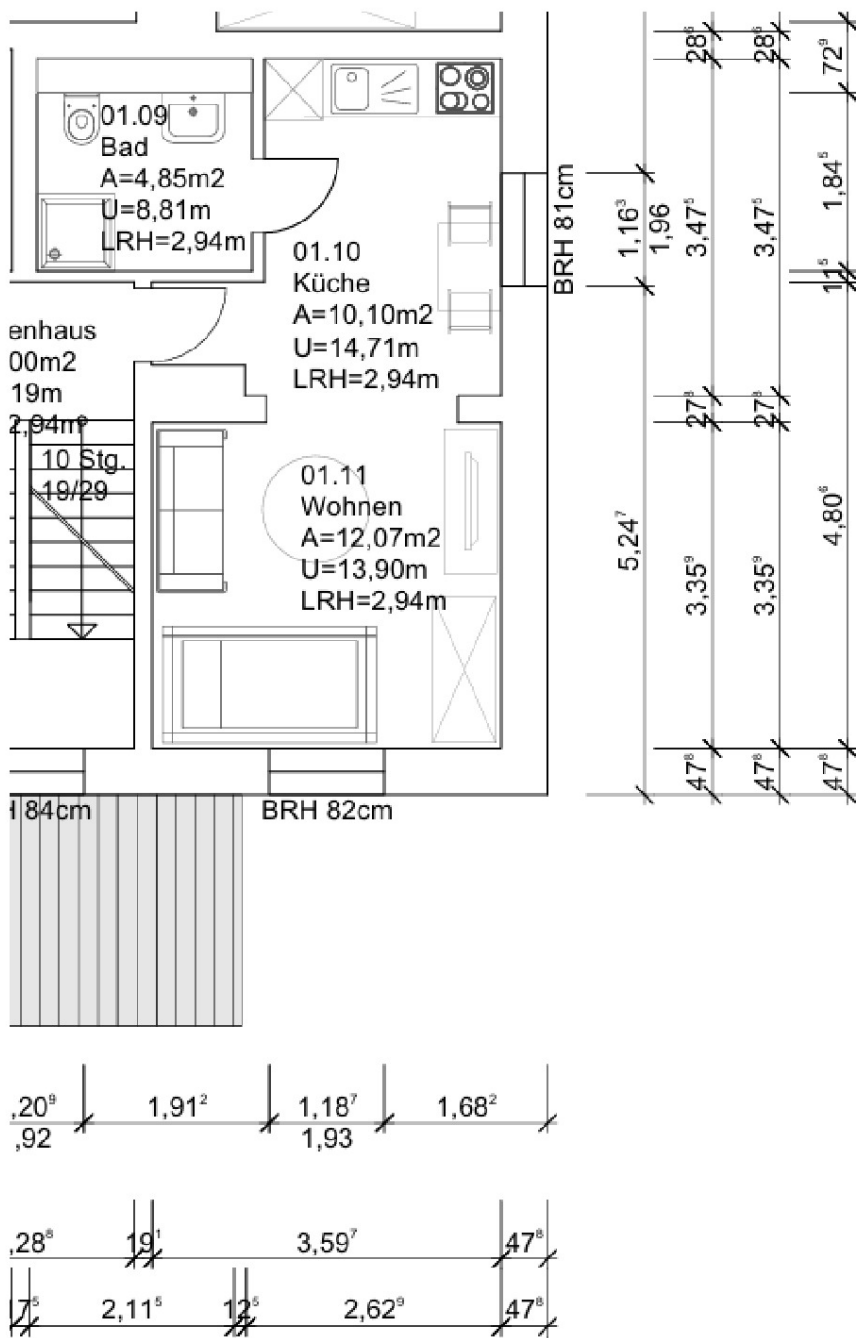 01.09
Bad
A=4,85m2
U=8,81m
LRH=2,94m
01.10
Küche
A=10,10m2
U=14,71m
LRH=2,94m
BRH 81cm
enhaus
00m2
19m
2,94m
10 Stg.
19/29
01.11
Wohnen
A=12,07m2
U=13,90m
LRH=2,94m
H 84cm
BRH 82cm
1,16³
1,96
5,24⁷
28⁶
3,47⁵
27⁸
3,35⁹
47⁸
28⁶
3,47⁵
27⁸
3,35⁹
47⁸
72⁹
1,84⁵
11⁵
4,80⁶
47⁸
,20⁹ 1,91² 1,18⁷ 1,68²
,92 1,93
,28⁸ 19¹ 3,59⁷ 47⁸
17⁵ 2,11⁵ 12⁵ 2,62⁹ 47⁸